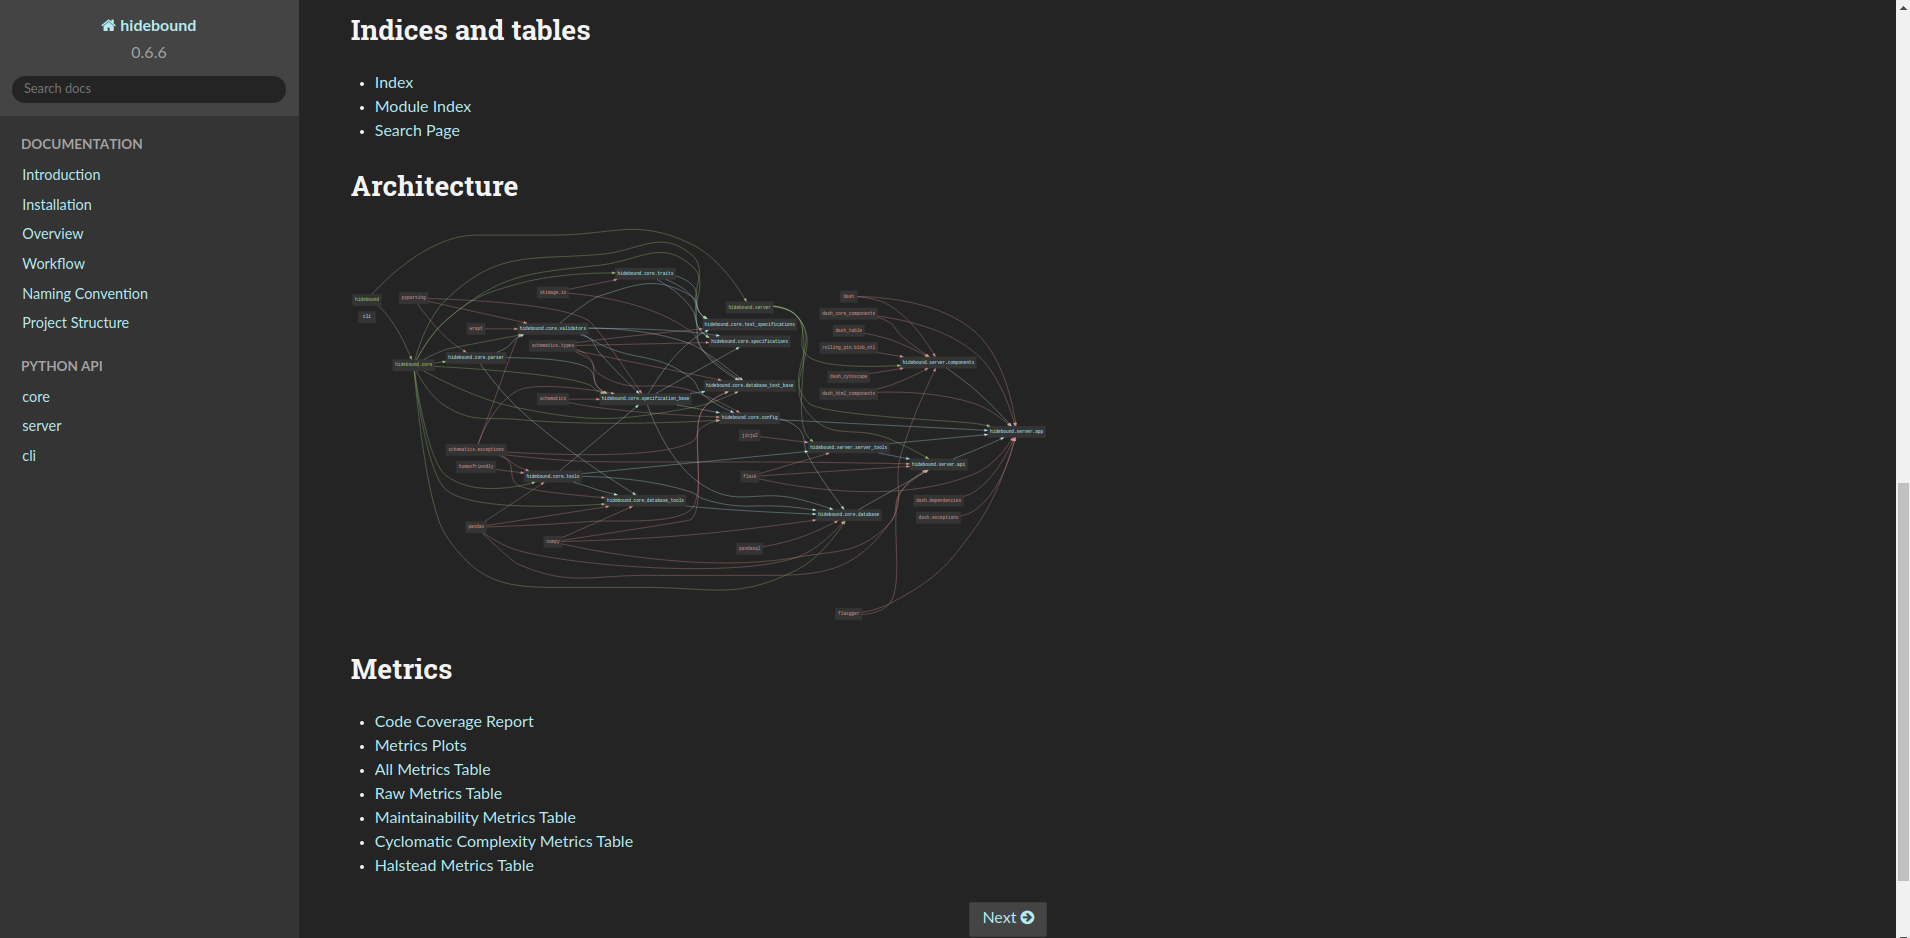 hidebound
0.6.6
Search docs
DOCUMENTATION
Introduction
Installation
Overview
Workflow
Naming Convention
Project Structure
PYTHON API
core
server
cli
Indices and tables
Index
Module Index
Search Page
Architecture
hidebound.core.traits
skimage.io
hidebound
pyparsing
cli
hidebound.server
dash
dash_core_components
wrapt
hidebound.core.validators
hidebound.core.test_specifications
dash_table
schematics.types
hidebound.core.specifications
rolling_pin.blob_etl
hidebound.core
hidebound.core.parser
hidebound.server.components
dash_cytoscape
hidebound.core.database_test_base
dash_html_components
schematics
hidebound.core.specification_base
hidebound.core.config
jinja2
hidebound.server.app
schematics.exceptions
hidebound.server.server_tools
humanfriendly
hidebound.server.api
hidebound.core.tools
flask
hidebound.core.database_tools
dash.dependencies
hidebound.core.database
dash.exceptions
pandas
numpy
pandasql
flasgger
Metrics
Code Coverage Report
Metrics Plots
All Metrics Table
Raw Metrics Table
Maintainability Metrics Table
Cyclomatic Complexity Metrics Table
Halstead Metrics Table
Next